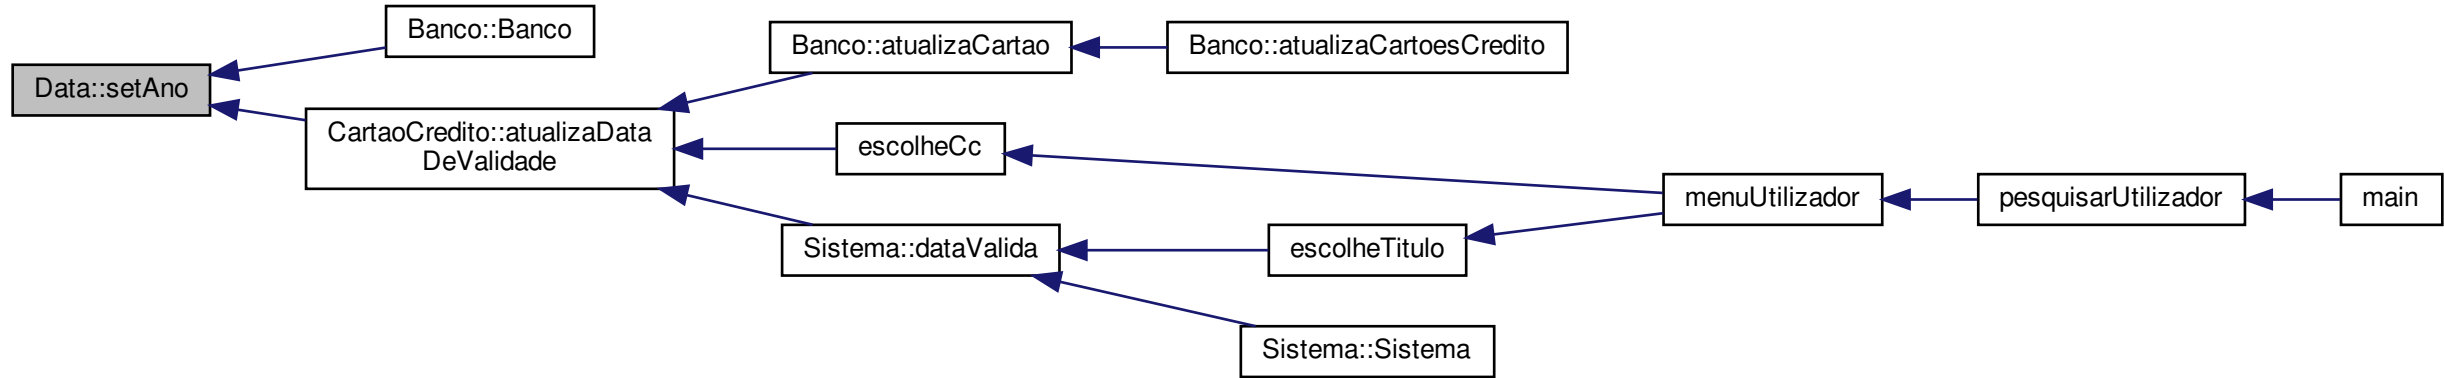 Data::setAno
Banco::Banco
CartaoCredito::atualizaData
DeValidade
Banco::atualizaCartao
Banco::atualizaCartoesCredito
escolheCc
Sistema::dataValida
escolheTitulo
Sistema::Sistema
menuUtilizador
pesquisarUtilizador
main